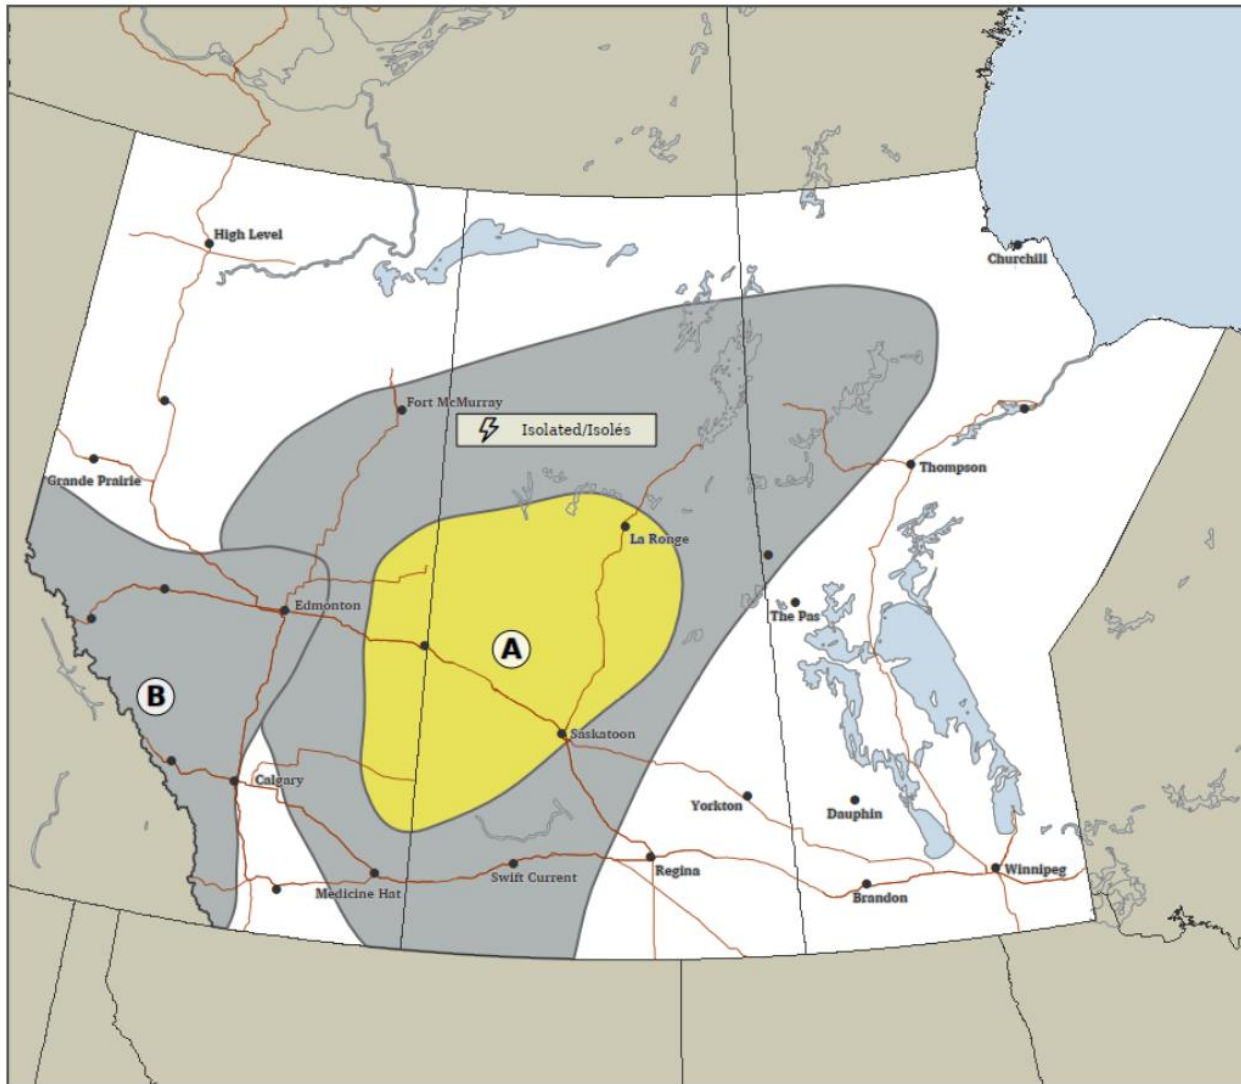 High Level
Churchill
Fort McMurray
Isolated/Isolés
Grande Prairie
Thompson
La Ronge
Edmonton
The Pas
A
B
Saskatoon
Calgary
Yorkton
Dauphin
Regina
Winnipeg
Swift Current
Medicine Hat
Brandon